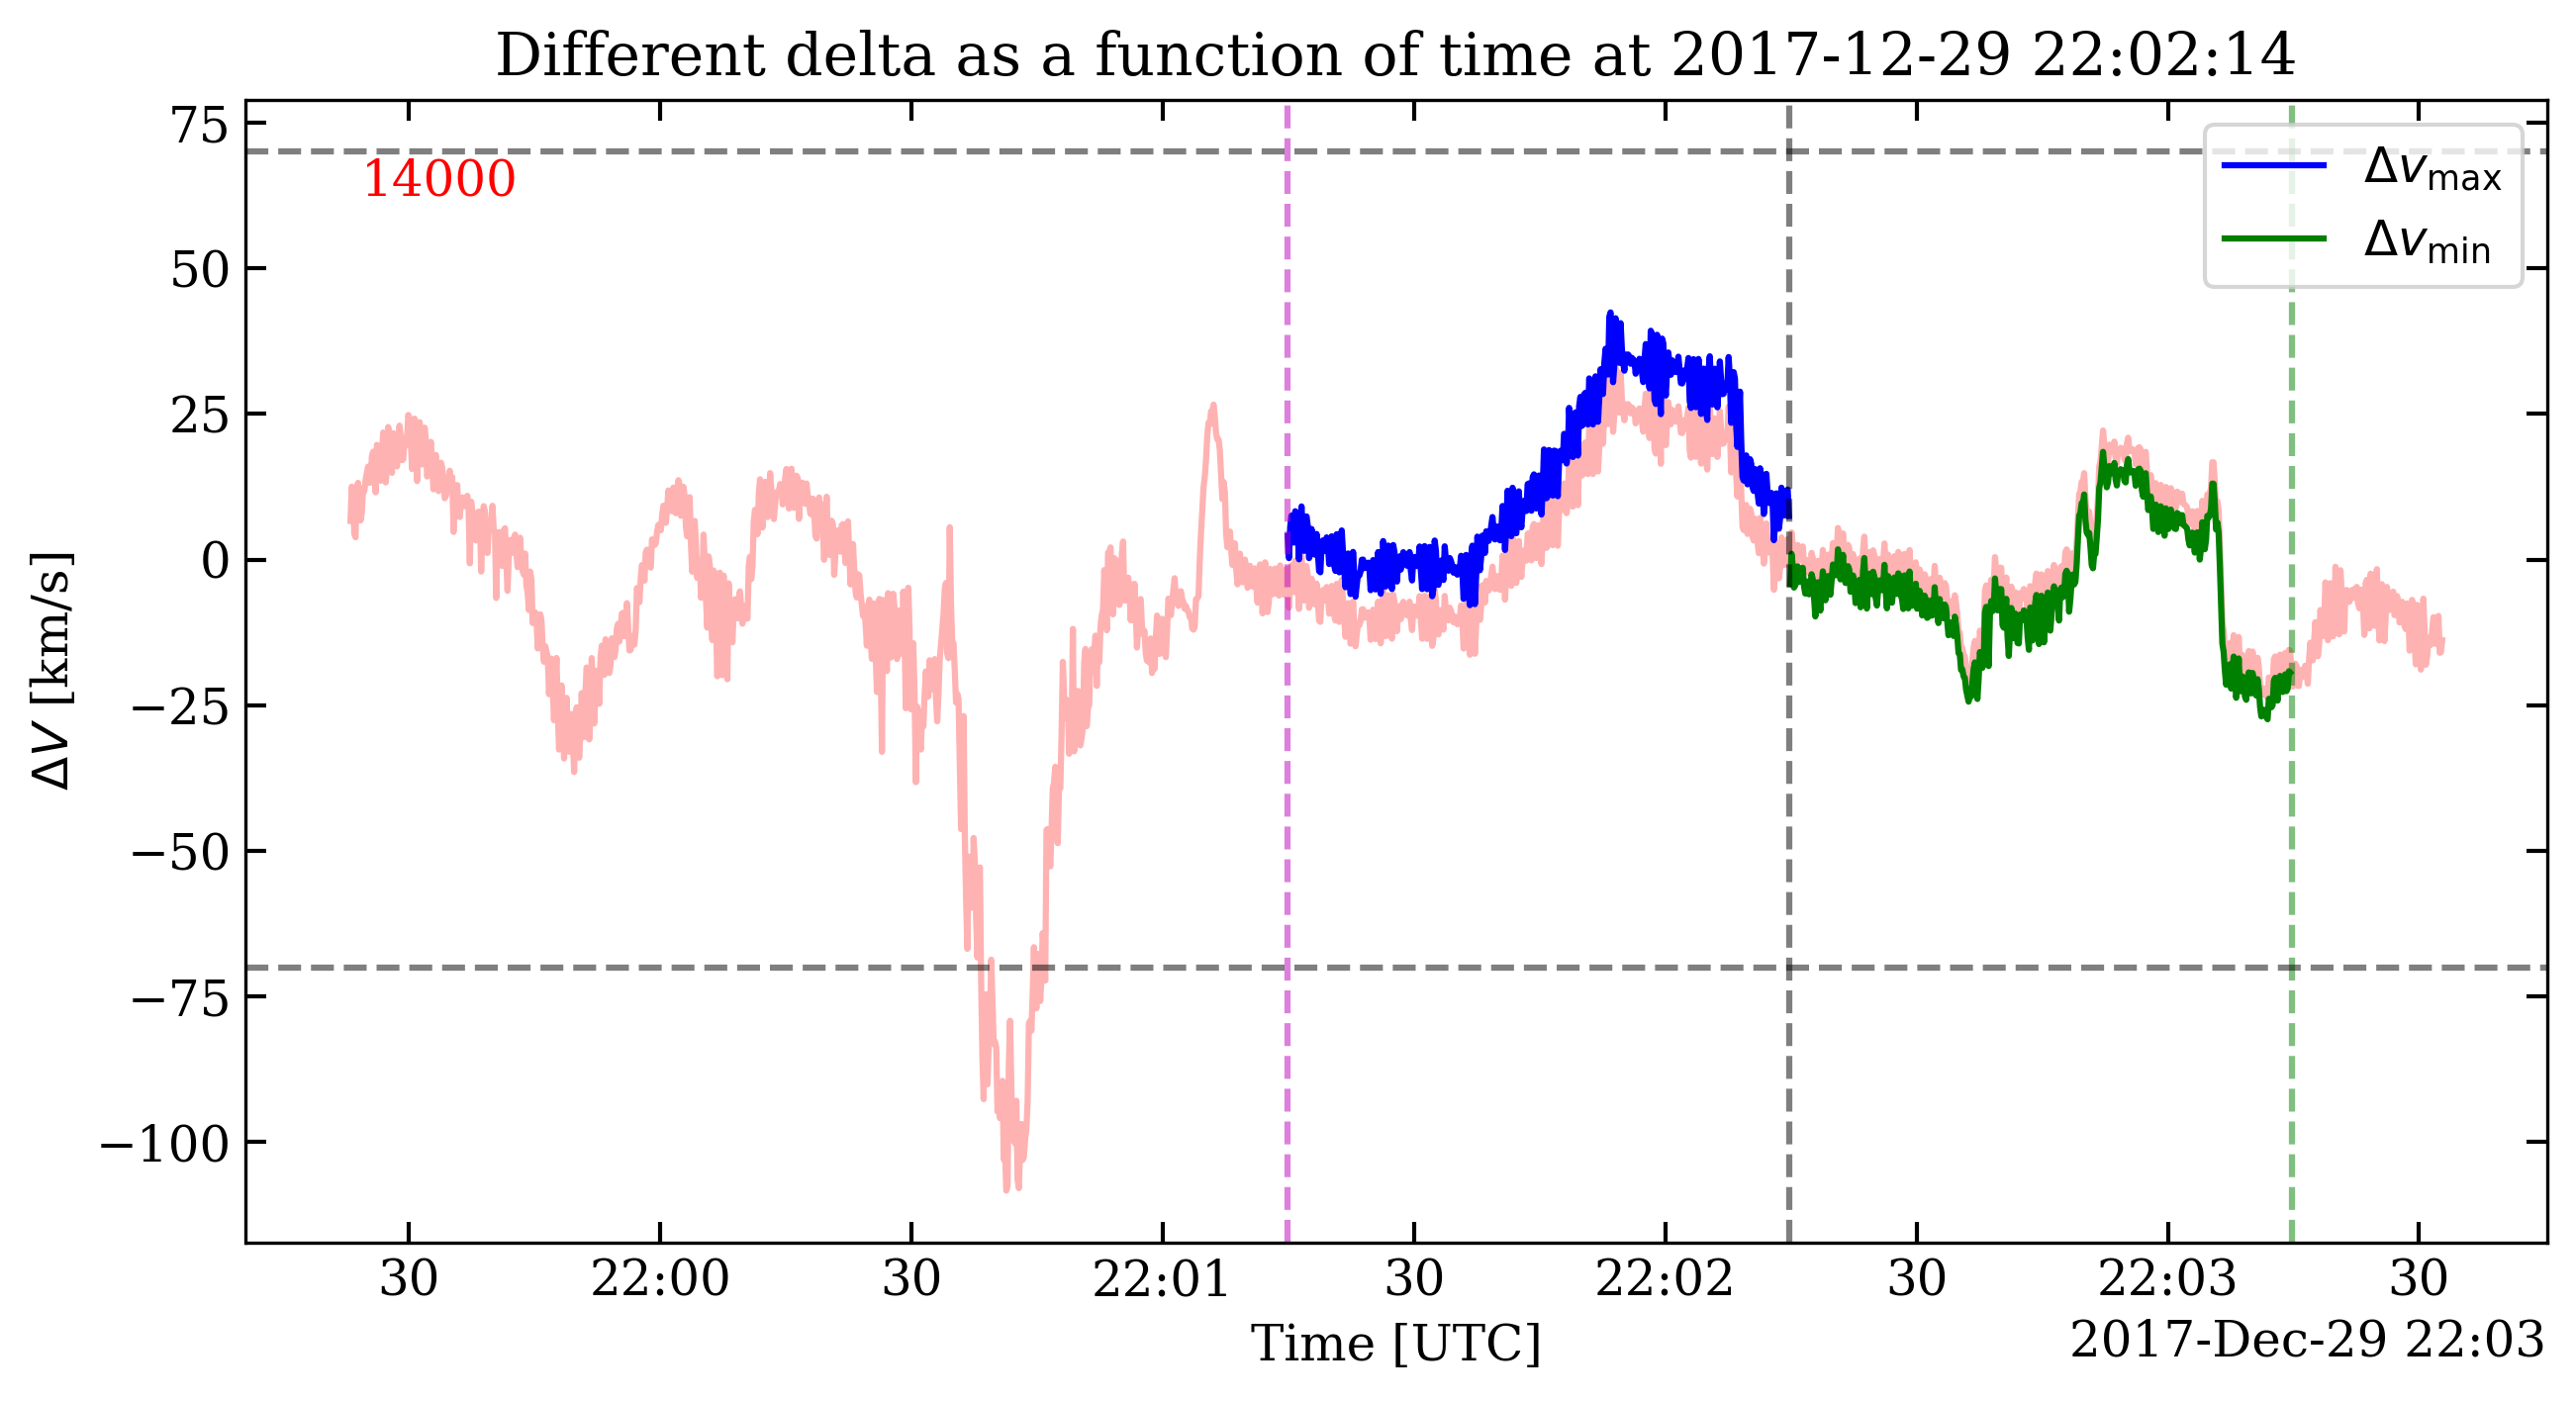 Different delta as a function of time at 2017-12-29 22:02:14
14000
Δv_max
Δv_min
75
50
25
0
−25
−50
−75
−100
ΔV [km/s]
30 22:00 30 22:01 30 22:02 30 22:03 30
Time [UTC]
2017-Dec-29 22:03